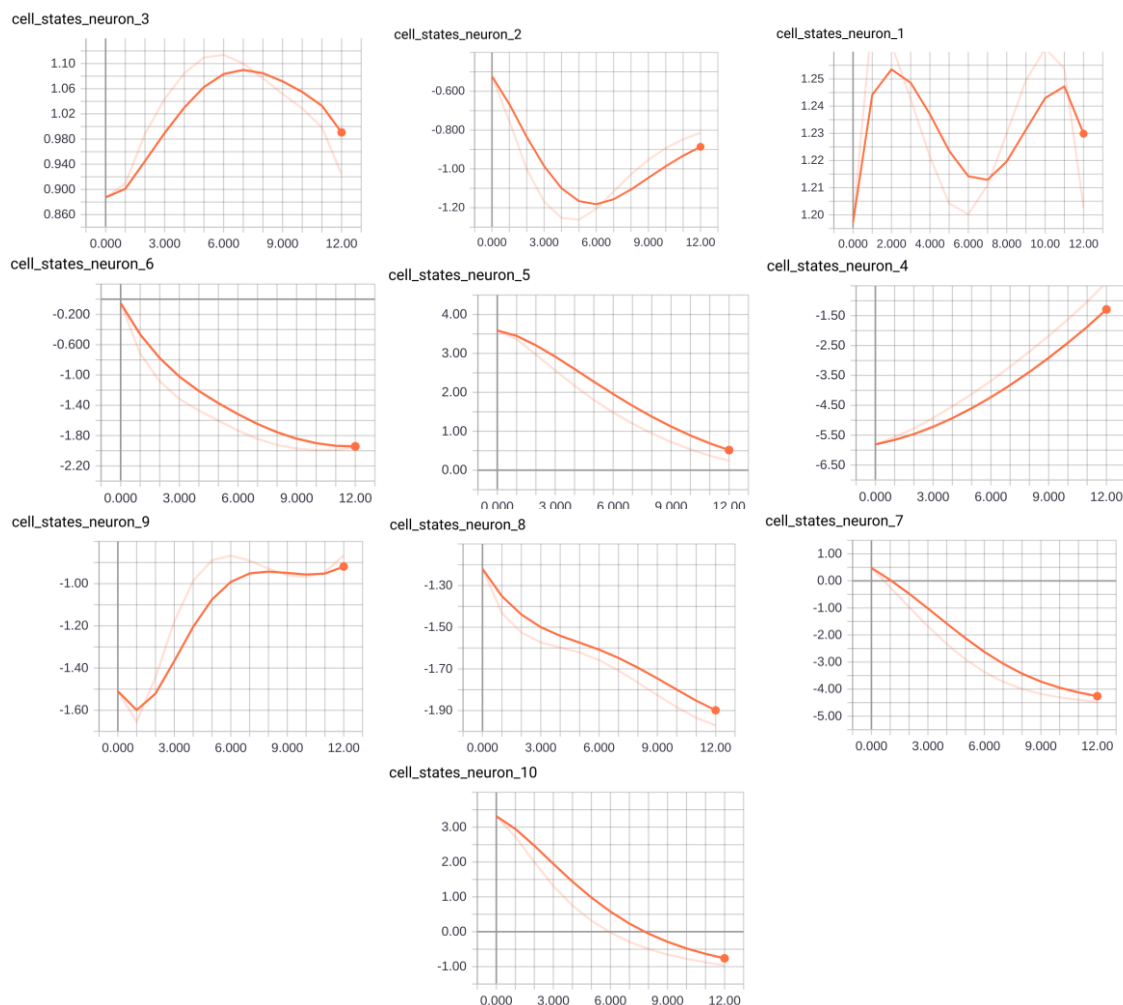 cell_states_neuron_3
1.10
1.06
1.02
0.980
0.940
0.900
0.860
0.000 3.000 6.000 9.000 12.00
cell_states_neuron_2
-0.600
-0.800
-1.00
-1.20
0.000 3.000 6.000 9.000 12.00
cell_states_neuron_1
1.25
1.24
1.23
1.22
1.21
1.20
0.000 2.000 4.000 6.000 8.000 10.00 12.00
cell_states_neuron_6
-0.200
-0.600
-1.00
-1.40
-1.80
-2.20
0.000 3.000 6.000 9.000 12.00
cell_states_neuron_5
4.00
3.00
2.00
1.00
0.00
0.000 3.000 6.000 9.000 12.00
cell_states_neuron_4
-1.50
-2.50
-3.50
-4.50
-5.50
-6.50
0.000 3.000 6.000 9.000 12.00
cell_states_neuron_9
-1.00
-1.20
-1.40
-1.60
0.000 3.000 6.000 9.000 12.00
cell_states_neuron_8
-1.30
-1.50
-1.70
-1.90
0.000 3.000 6.000 9.000 12.00
cell_states_neuron_7
1.00
0.00
-1.00
-2.00
-3.00
-4.00
-5.00
0.000 3.000 6.000 9.000 12.00
cell_states_neuron_10
3.00
2.00
1.00
0.00
-1.00
0.000 3.000 6.000 9.000 12.00